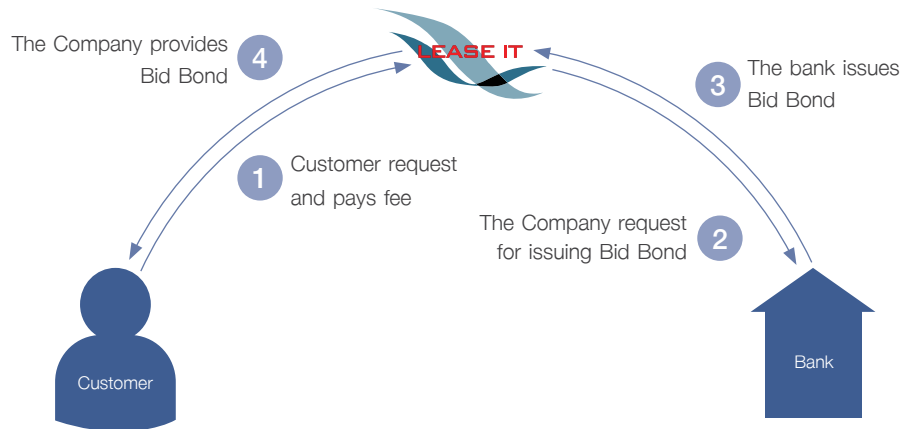 The Company provides
Bid Bond
4
LEASE IT
3
The bank issues
Bid Bond
1
Customer request
and pays fee
The Company request
for issuing Bid Bond
2
Customer
Bank